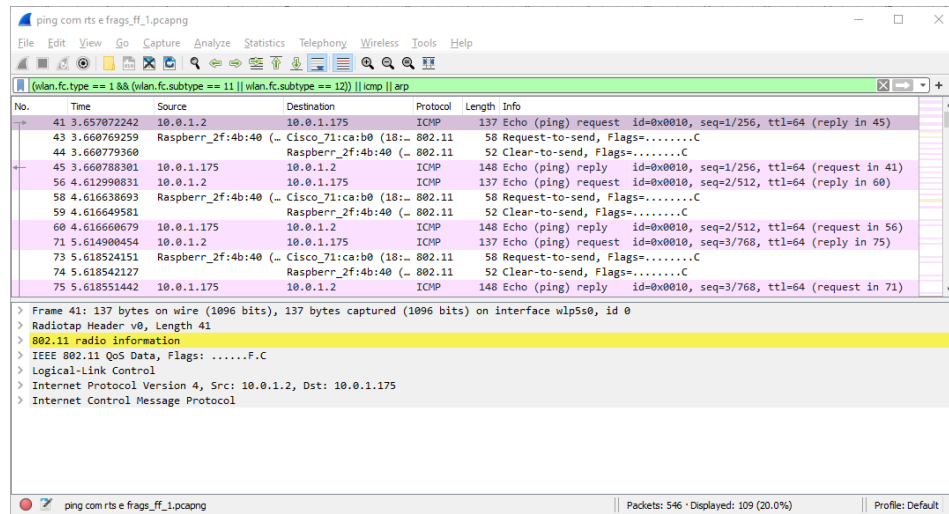 ping com rts e frags_ff_1.pcapng
File Edit View Go Capture Analyze Statistics Telephony Wireless Tools Help
(wlan.fc.type == 1 && (wlan.fc.subtype == 11 || wlan.fc.subtype == 12)) || icmp || arp
No. Time Source Destination Protocol Length Info
41 3.657072242 10.0.1.2 10.0.1.175 ICMP 137 Echo (ping) request id=0x0010, seq=1/256, ttl=64 (reply in 45)
43 3.660769259 Raspberr_2f:4b:40 (… Cisco_71:ca:b0 (18:… 802.11 58 Request-to-send, Flags=........C
44 3.660779360 Raspberr_2f:4b:40 (… 802.11 52 Clear-to-send, Flags=........C
45 3.660788301 10.0.1.175 10.0.1.2 ICMP 148 Echo (ping) reply id=0x0010, seq=1/256, ttl=64 (request in 41)
56 4.612990831 10.0.1.2 10.0.1.175 ICMP 137 Echo (ping) request id=0x0010, seq=2/512, ttl=64 (reply in 60)
58 4.616638693 Raspberr_2f:4b:40 (… Cisco_71:ca:b0 (18:… 802.11 58 Request-to-send, Flags=........C
59 4.616649581 Raspberr_2f:4b:40 (… 802.11 52 Clear-to-send, Flags=........C
60 4.616660679 10.0.1.175 10.0.1.2 ICMP 148 Echo (ping) reply id=0x0010, seq=2/512, ttl=64 (request in 56)
71 5.614900454 10.0.1.2 10.0.1.175 ICMP 137 Echo (ping) request id=0x0010, seq=3/768, ttl=64 (reply in 75)
73 5.618524151 Raspberr_2f:4b:40 (… Cisco_71:ca:b0 (18:… 802.11 58 Request-to-send, Flags=........C
74 5.618542127 Raspberr_2f:4b:40 (… 802.11 52 Clear-to-send, Flags=........C
75 5.618551442 10.0.1.175 10.0.1.2 ICMP 148 Echo (ping) reply id=0x0010, seq=3/768, ttl=64 (request in 71)
> Frame 41: 137 bytes on wire (1096 bits), 137 bytes captured (1096 bits) on interface wlp5s0, id 0
> Radiotap Header v0, Length 41
> 802.11 radio information
> IEEE 802.11 QoS Data, Flags: ......F.C
> Logical-Link Control
> Internet Protocol Version 4, Src: 10.0.1.2, Dst: 10.0.1.175
> Internet Control Message Protocol
ping com rts e frags_ff_1.pcapng Packets: 546 · Displayed: 109 (20.0%) Profile: Default